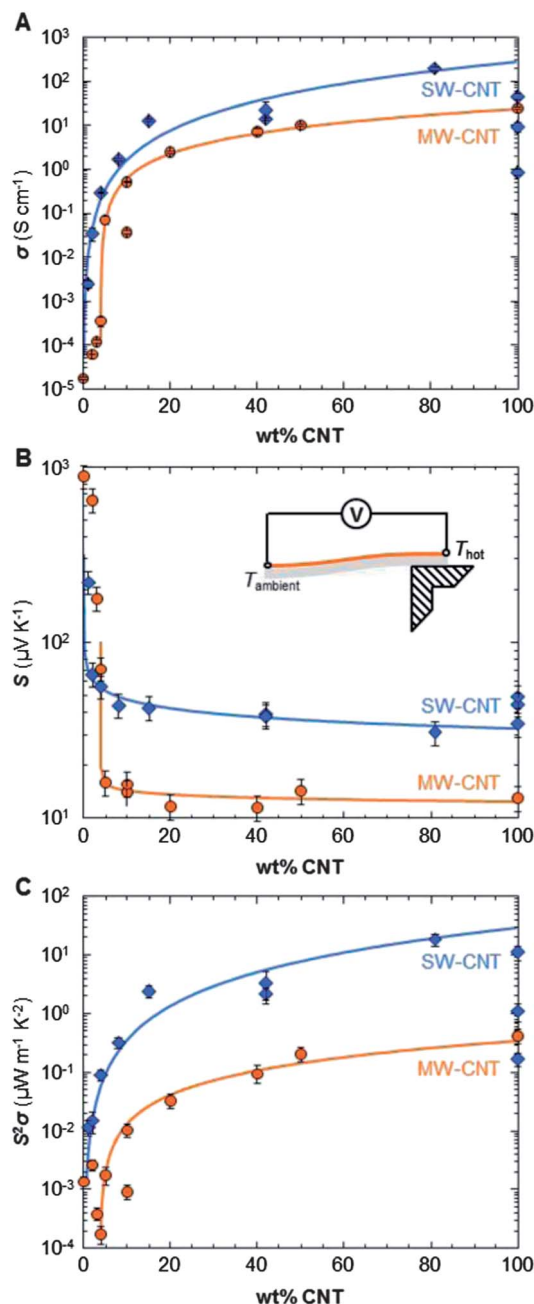 A
10³
10²
10¹
10⁰
10⁻¹
10⁻²
10⁻³
10⁻⁴
10⁻⁵
σ (S cm⁻¹)
SW-CNT
MW-CNT
0 20 40 60 80 100
wt% CNT
B
10³
10²
10¹
S (µV K⁻¹)
V
T hot
T ambient
SW-CNT
MW-CNT
0 20 40 60 80 100
wt% CNT
C
10²
10¹
10⁰
10⁻¹
10⁻²
10⁻³
10⁻⁴
S²σ (µW m⁻¹ K⁻²)
SW-CNT
MW-CNT
0 20 40 60 80 100
wt% CNT